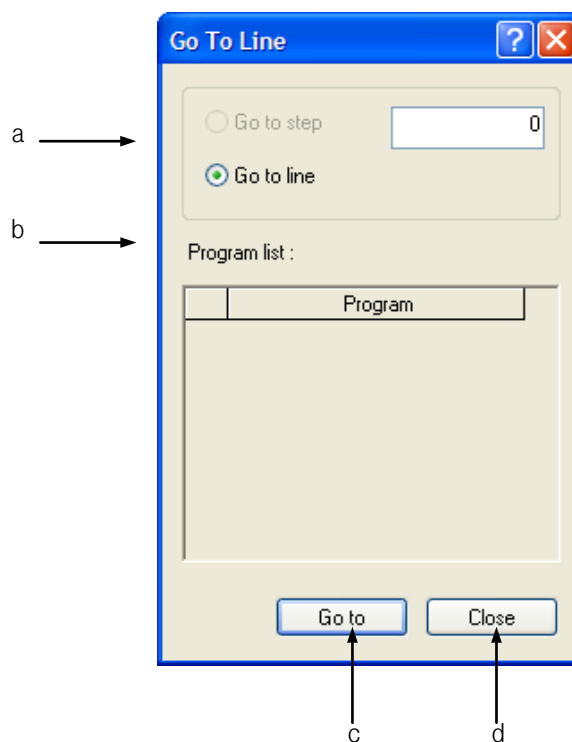 Go To Line
Go to step 0
a
Go to line
b
Program list :
Program
Go to Close
c d